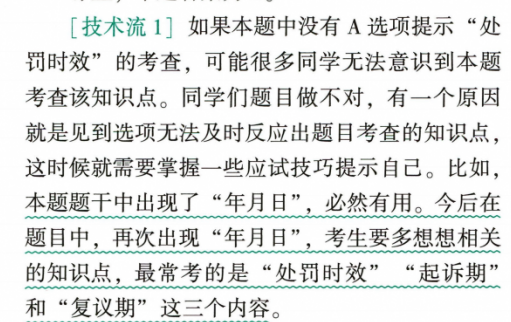 ［技术流 1］如果本题中没有 A 选项提示“处
罚时效”的考查，可能很多同学无法意识到本题
考查该知识点。同学们题目做不对，有一个原因
就是见到选项无法及时反应出题目考查的知识点，
这时候就需要掌握一些应试技巧提示自己。比如，
本题题干中出现了“年月日”，必然有用。今后在
题目中，再次出现“年月日”，考生要多想想相关
的知识点，最常考的是“处罚时效”“起诉期”
和“复议期”这三个内容。